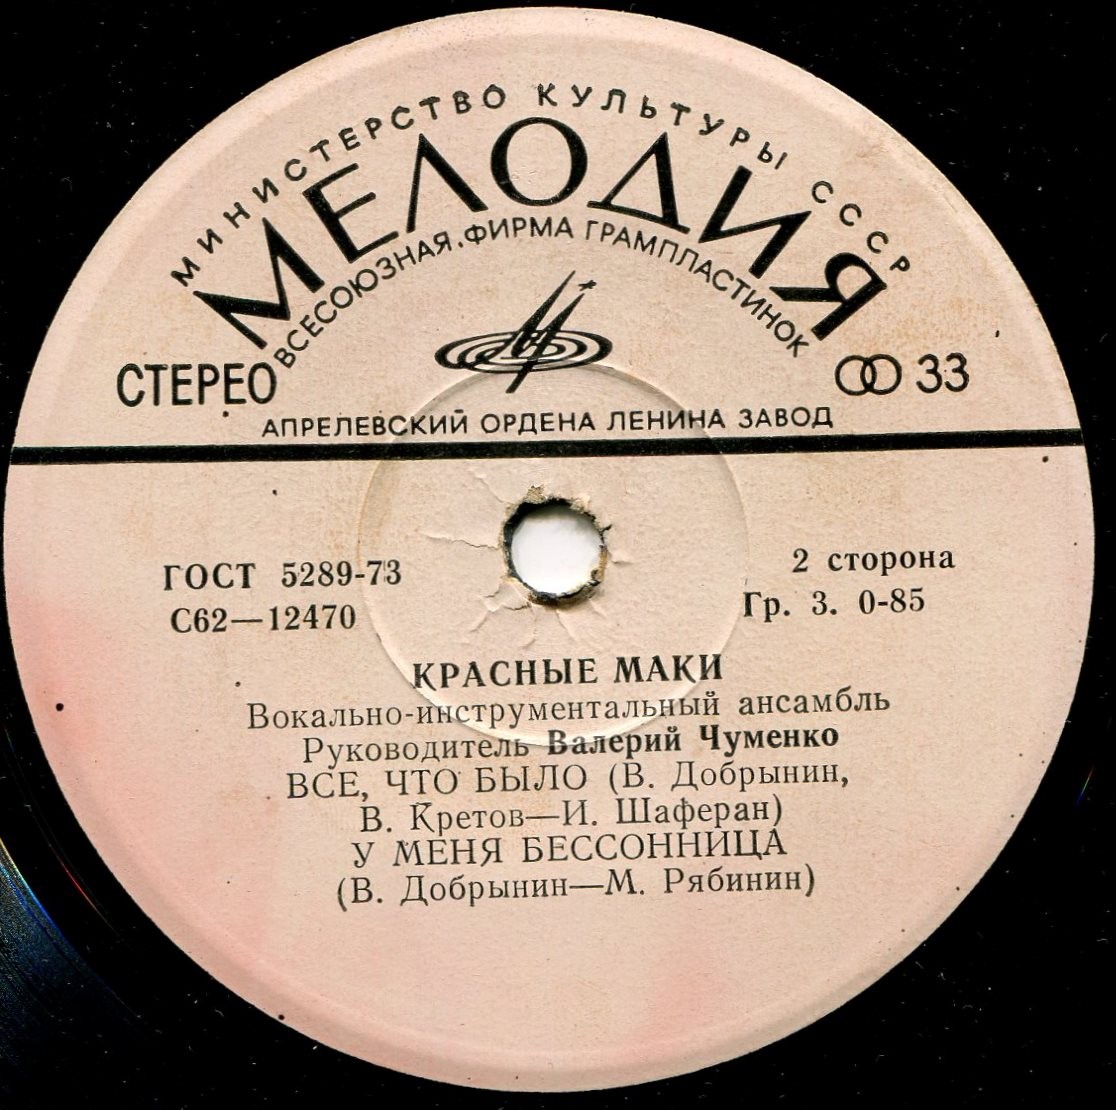 МИНИСТЕРСТВО КУЛЬТУРЫ СССР
МЕЛОДИЯ
ВСЕСОЮЗНАЯ ФИРМА ГРАМПЛАСТИНОК
СТЕРЕО
33
АПРЕЛЕВСКИЙ ОРДЕНА ЛЕНИНА ЗАВОД
ГОСТ 5289-73
2 сторона
С62—12470
Гр. 3. 0-85
КРАСНЫЕ МАКИ
Вокально-инструментальный ансамбль
Руководитель Валерий Чуменко
ВСЕ, ЧТО БЫЛО (В. Добрынин,
В. Кретов—И. Шаферан)
У МЕНЯ БЕССОННИЦА
(В. Добрынин—М. Рябинин)